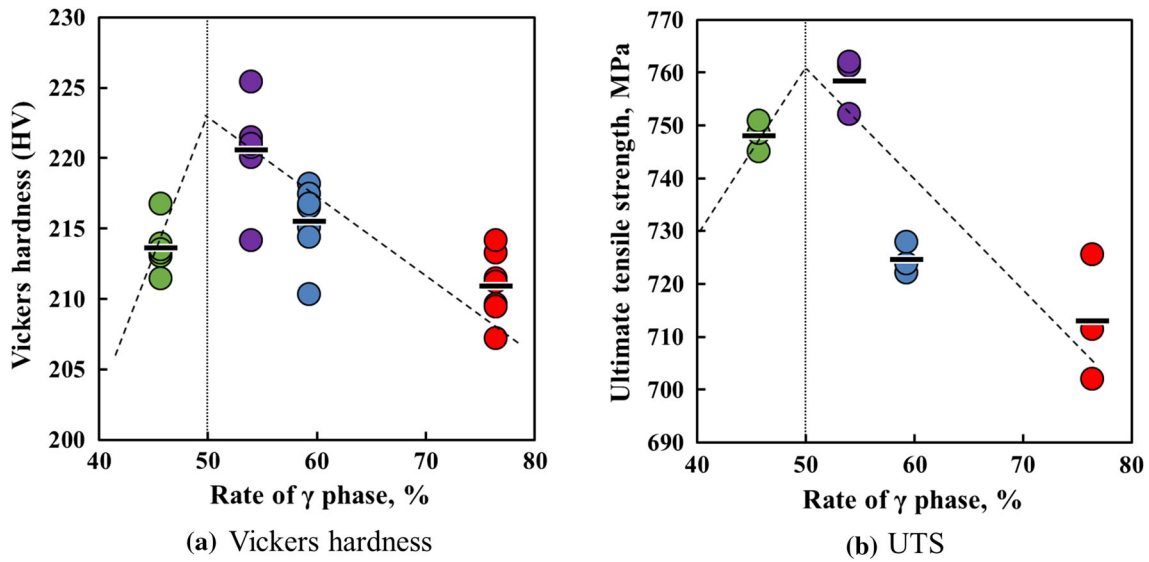 230
225
220
215
210
205
200
Vickers hardness (HV)
40 50 60 70 80
Rate of γ phase, %
(a) Vickers hardness
770
760
750
740
730
720
710
700
690
Ultimate tensile strength, MPa
40 50 60 70 80
Rate of γ phase, %
(b) UTS